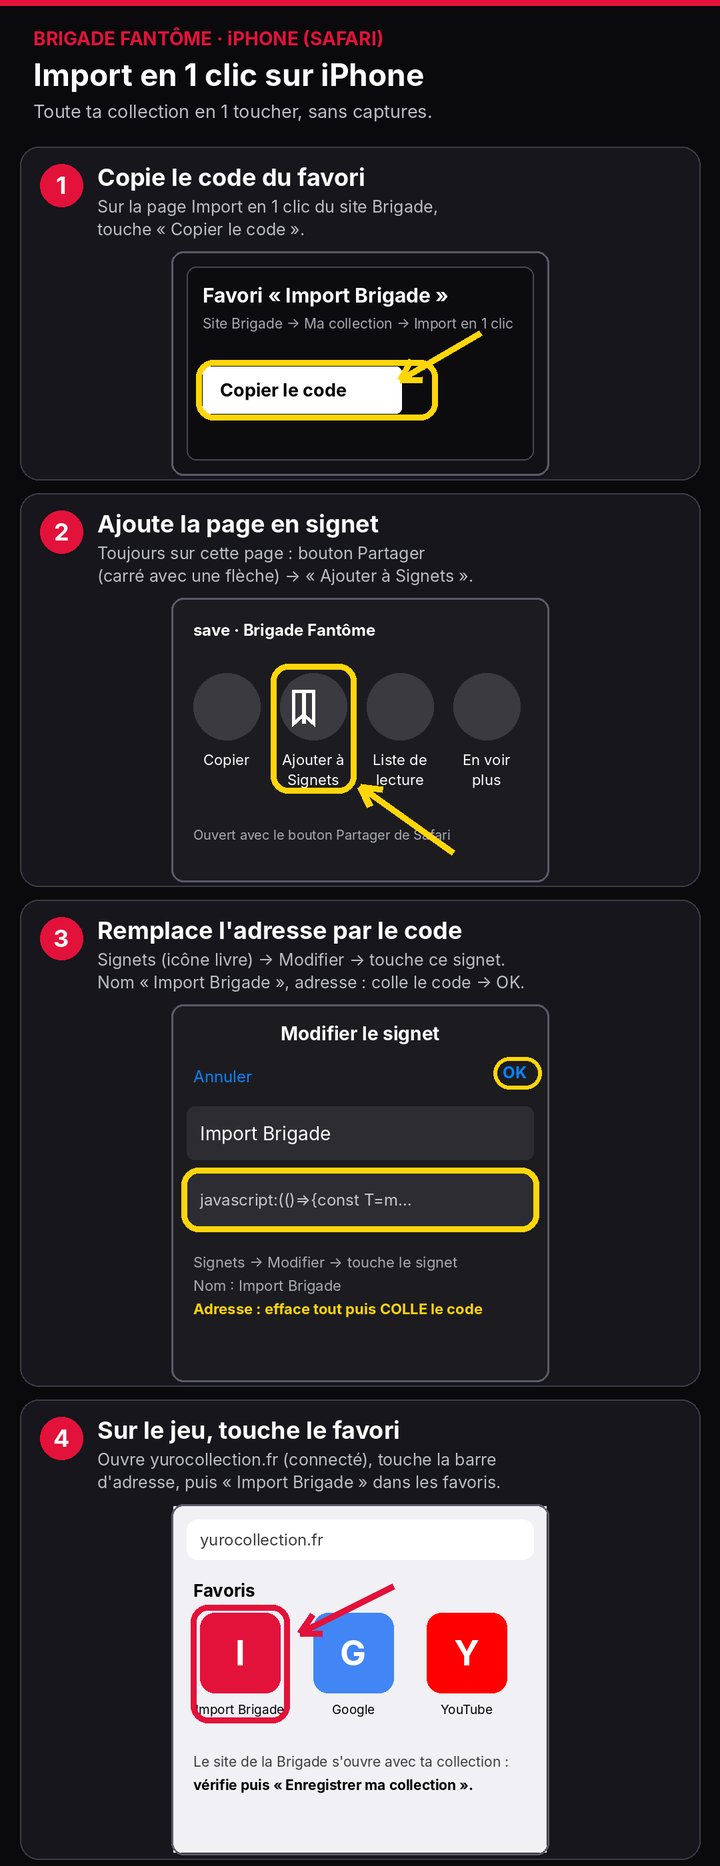 BRIGADE FANTÔME · iPHONE (SAFARI)
Import en 1 clic sur iPhone
Toute ta collection en 1 toucher, sans captures.
1
Copie le code du favori
Sur la page Import en 1 clic du site Brigade,
touche « Copier le code ».
Favori « Import Brigade »
Site Brigade → Ma collection → Import en 1 clic
Copier le code
2
Ajoute la page en signet
Toujours sur cette page : bouton Partager
(carré avec une flèche) → « Ajouter à Signets ».
save · Brigade Fantôme
Copier
Ajouter à
Signets
Liste de
lecture
En voir
plus
Ouvert avec le bouton Partager de Safari
3
Remplace l'adresse par le code
Signets (icône livre) → Modifier → touche ce signet.
Nom « Import Brigade », adresse : colle le code → OK.
Modifier le signet
Annuler
OK
Import Brigade
javascript:(()=>{const T=m...
Signets → Modifier → touche le signet
Nom : Import Brigade
Adresse : efface tout puis COLLE le code
4
Sur le jeu, touche le favori
Ouvre yurocollection.fr (connecté), touche la barre
d'adresse, puis « Import Brigade » dans les favoris.
yurocollection.fr
Favoris
I
G
Y
Import Brigade
Google
YouTube
Le site de la Brigade s'ouvre avec ta collection :
vérifie puis « Enregistrer ma collection ».